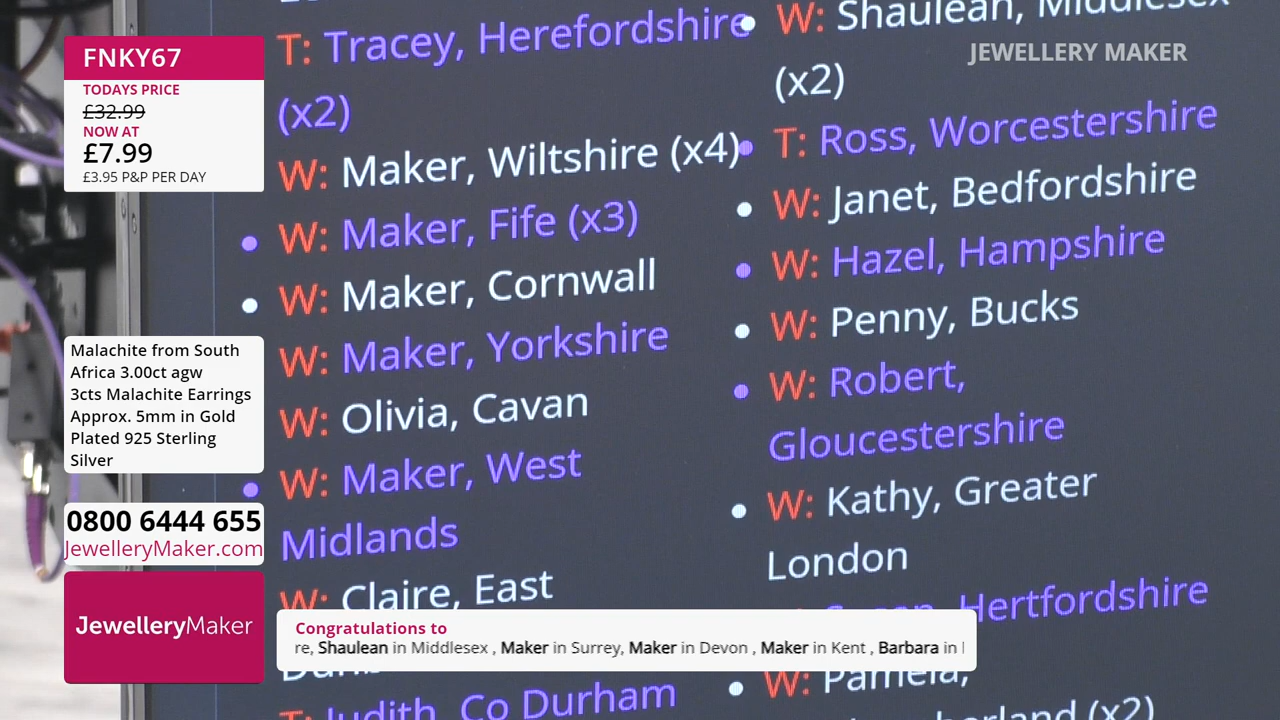 FNKY67
TODAYS PRICE
£32.99
NOW AT
£7.99
£3.95 P&P PER DAY
Malachite from South
Africa 3.00ct agw
3cts Malachite Earrings
Approx. 5mm in Gold
Plated 925 Sterling
Silver
0800 6444 655
JewelleryMaker.com
JewelleryMaker
T: Tracey, Herefordshire
(x2)
W: Maker, Wiltshire (x4)
W: Maker, Fife (x3)
W: Maker, Cornwall
W: Maker, Yorkshire
W: Olivia, Cavan
W: Maker, West
Midlands
W: Claire, East
T: Judith, Co Durham
W: Shaulean, Middlesex
(x2)
T: Ross, Worcestershire
W: Janet, Bedfordshire
W: Hazel, Hampshire
W: Penny, Bucks
W: Robert,
Gloucestershire
W: Kathy, Greater
London
Hertfordshire
W: Pamela,
(x2)
JEWELLERY MAKER
Congratulations to
re, Shaulean in Middlesex , Maker in Surrey, Maker in Devon , Maker in Kent , Barbara in